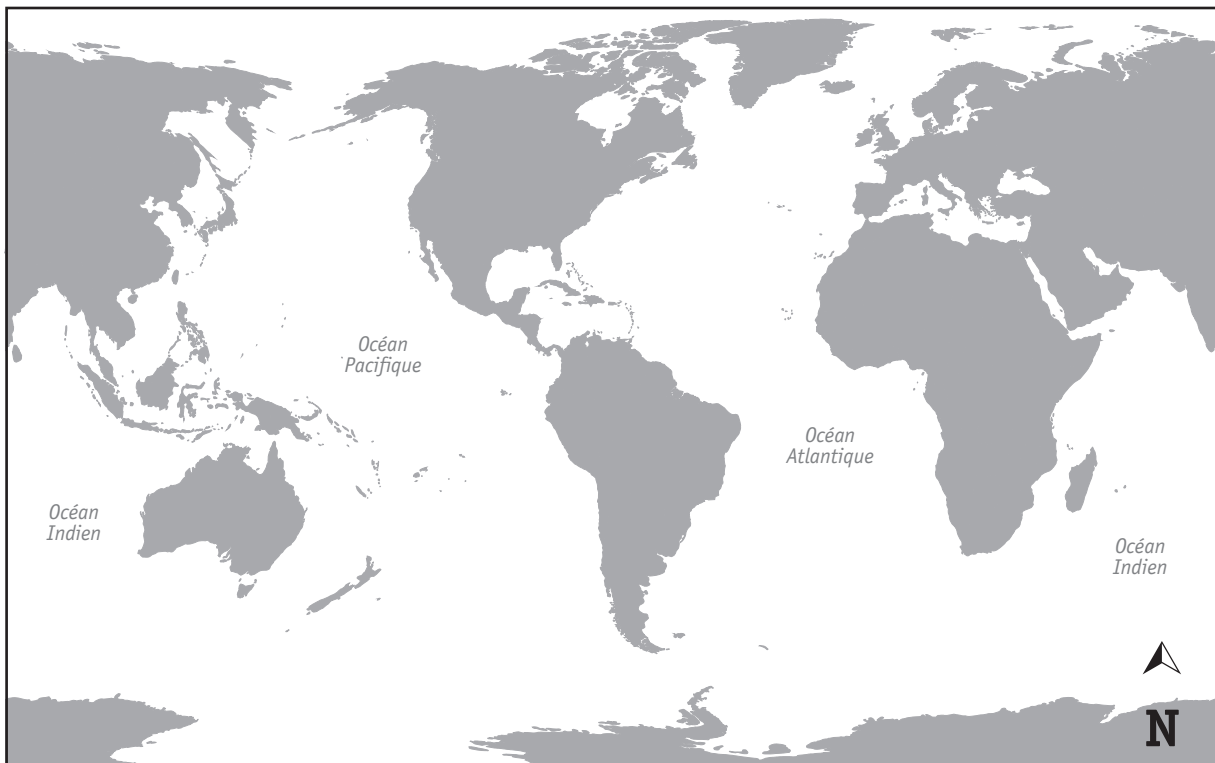 Océan
Pacifique
Océan
Atlantique
Océan
Indien
Océan
Indien
N